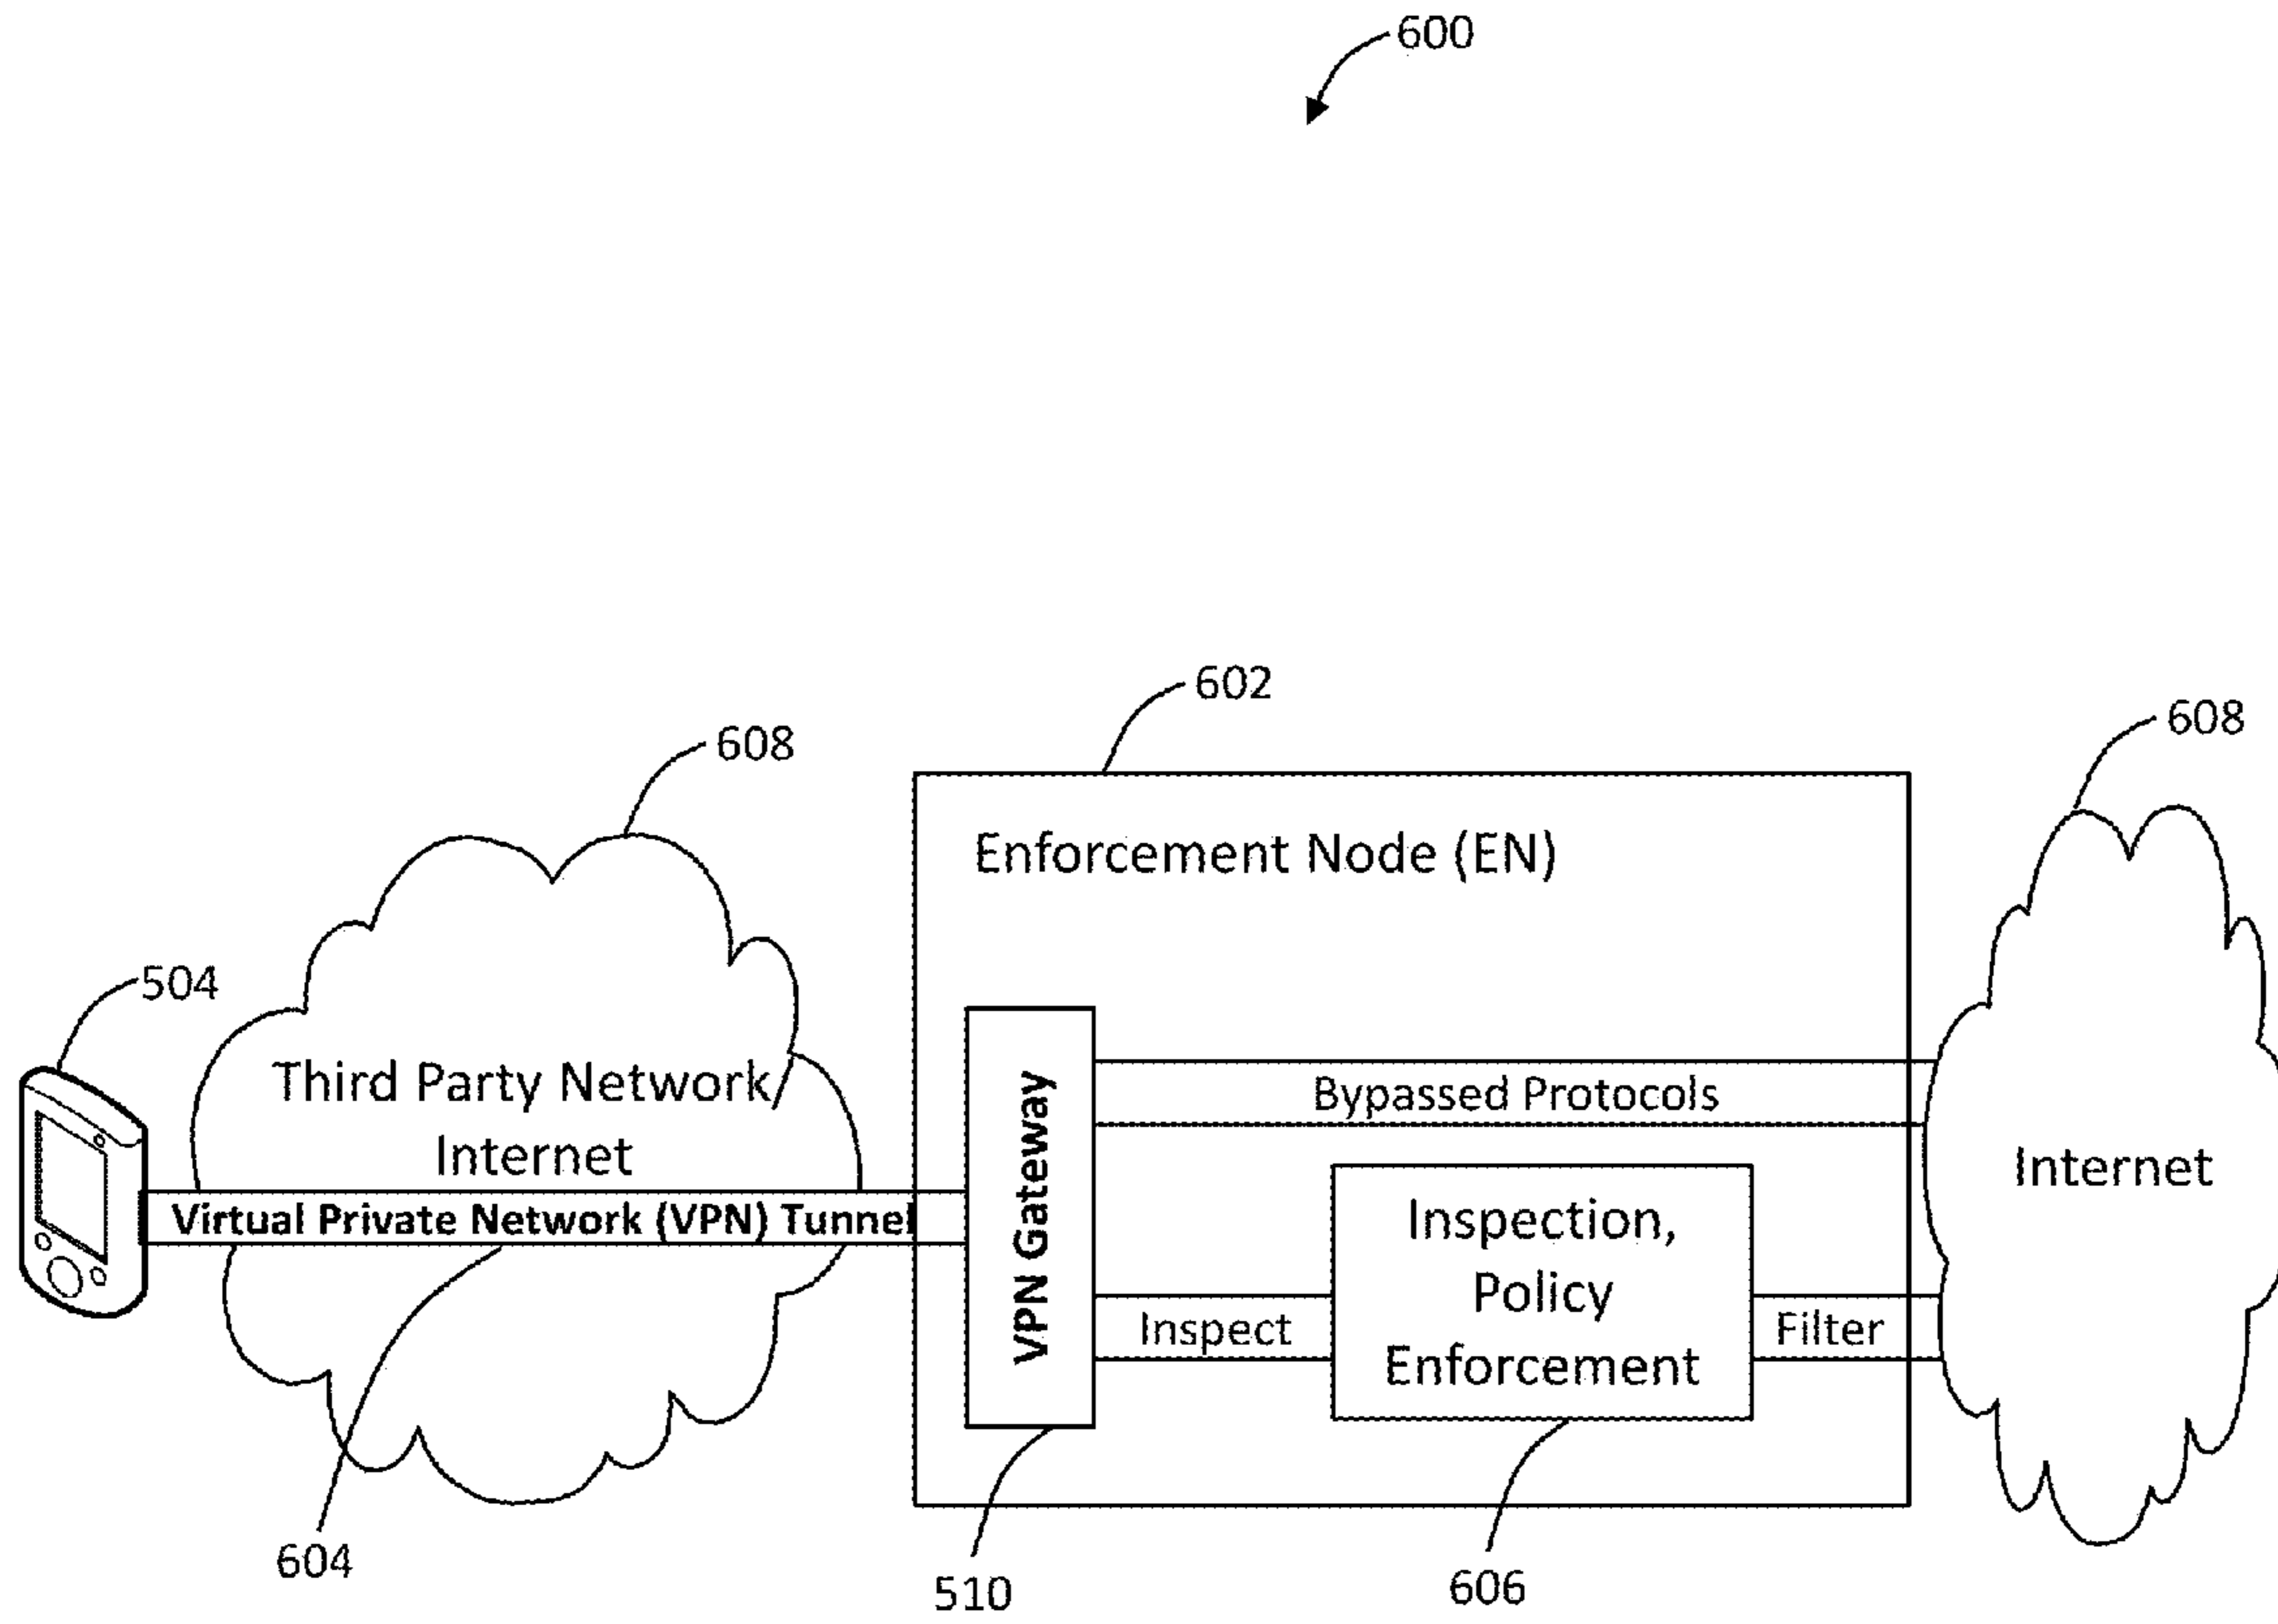 600
602
608
608
Enforcement Node (EN)
504
Third Party Network/
Internet
Bypassed Protocols
Internet
Virtual Private Network (VPN) Tunnel
VPN Gateway
Inspection,
Policy
Enforcement
Inspect
Filter
604
510
606